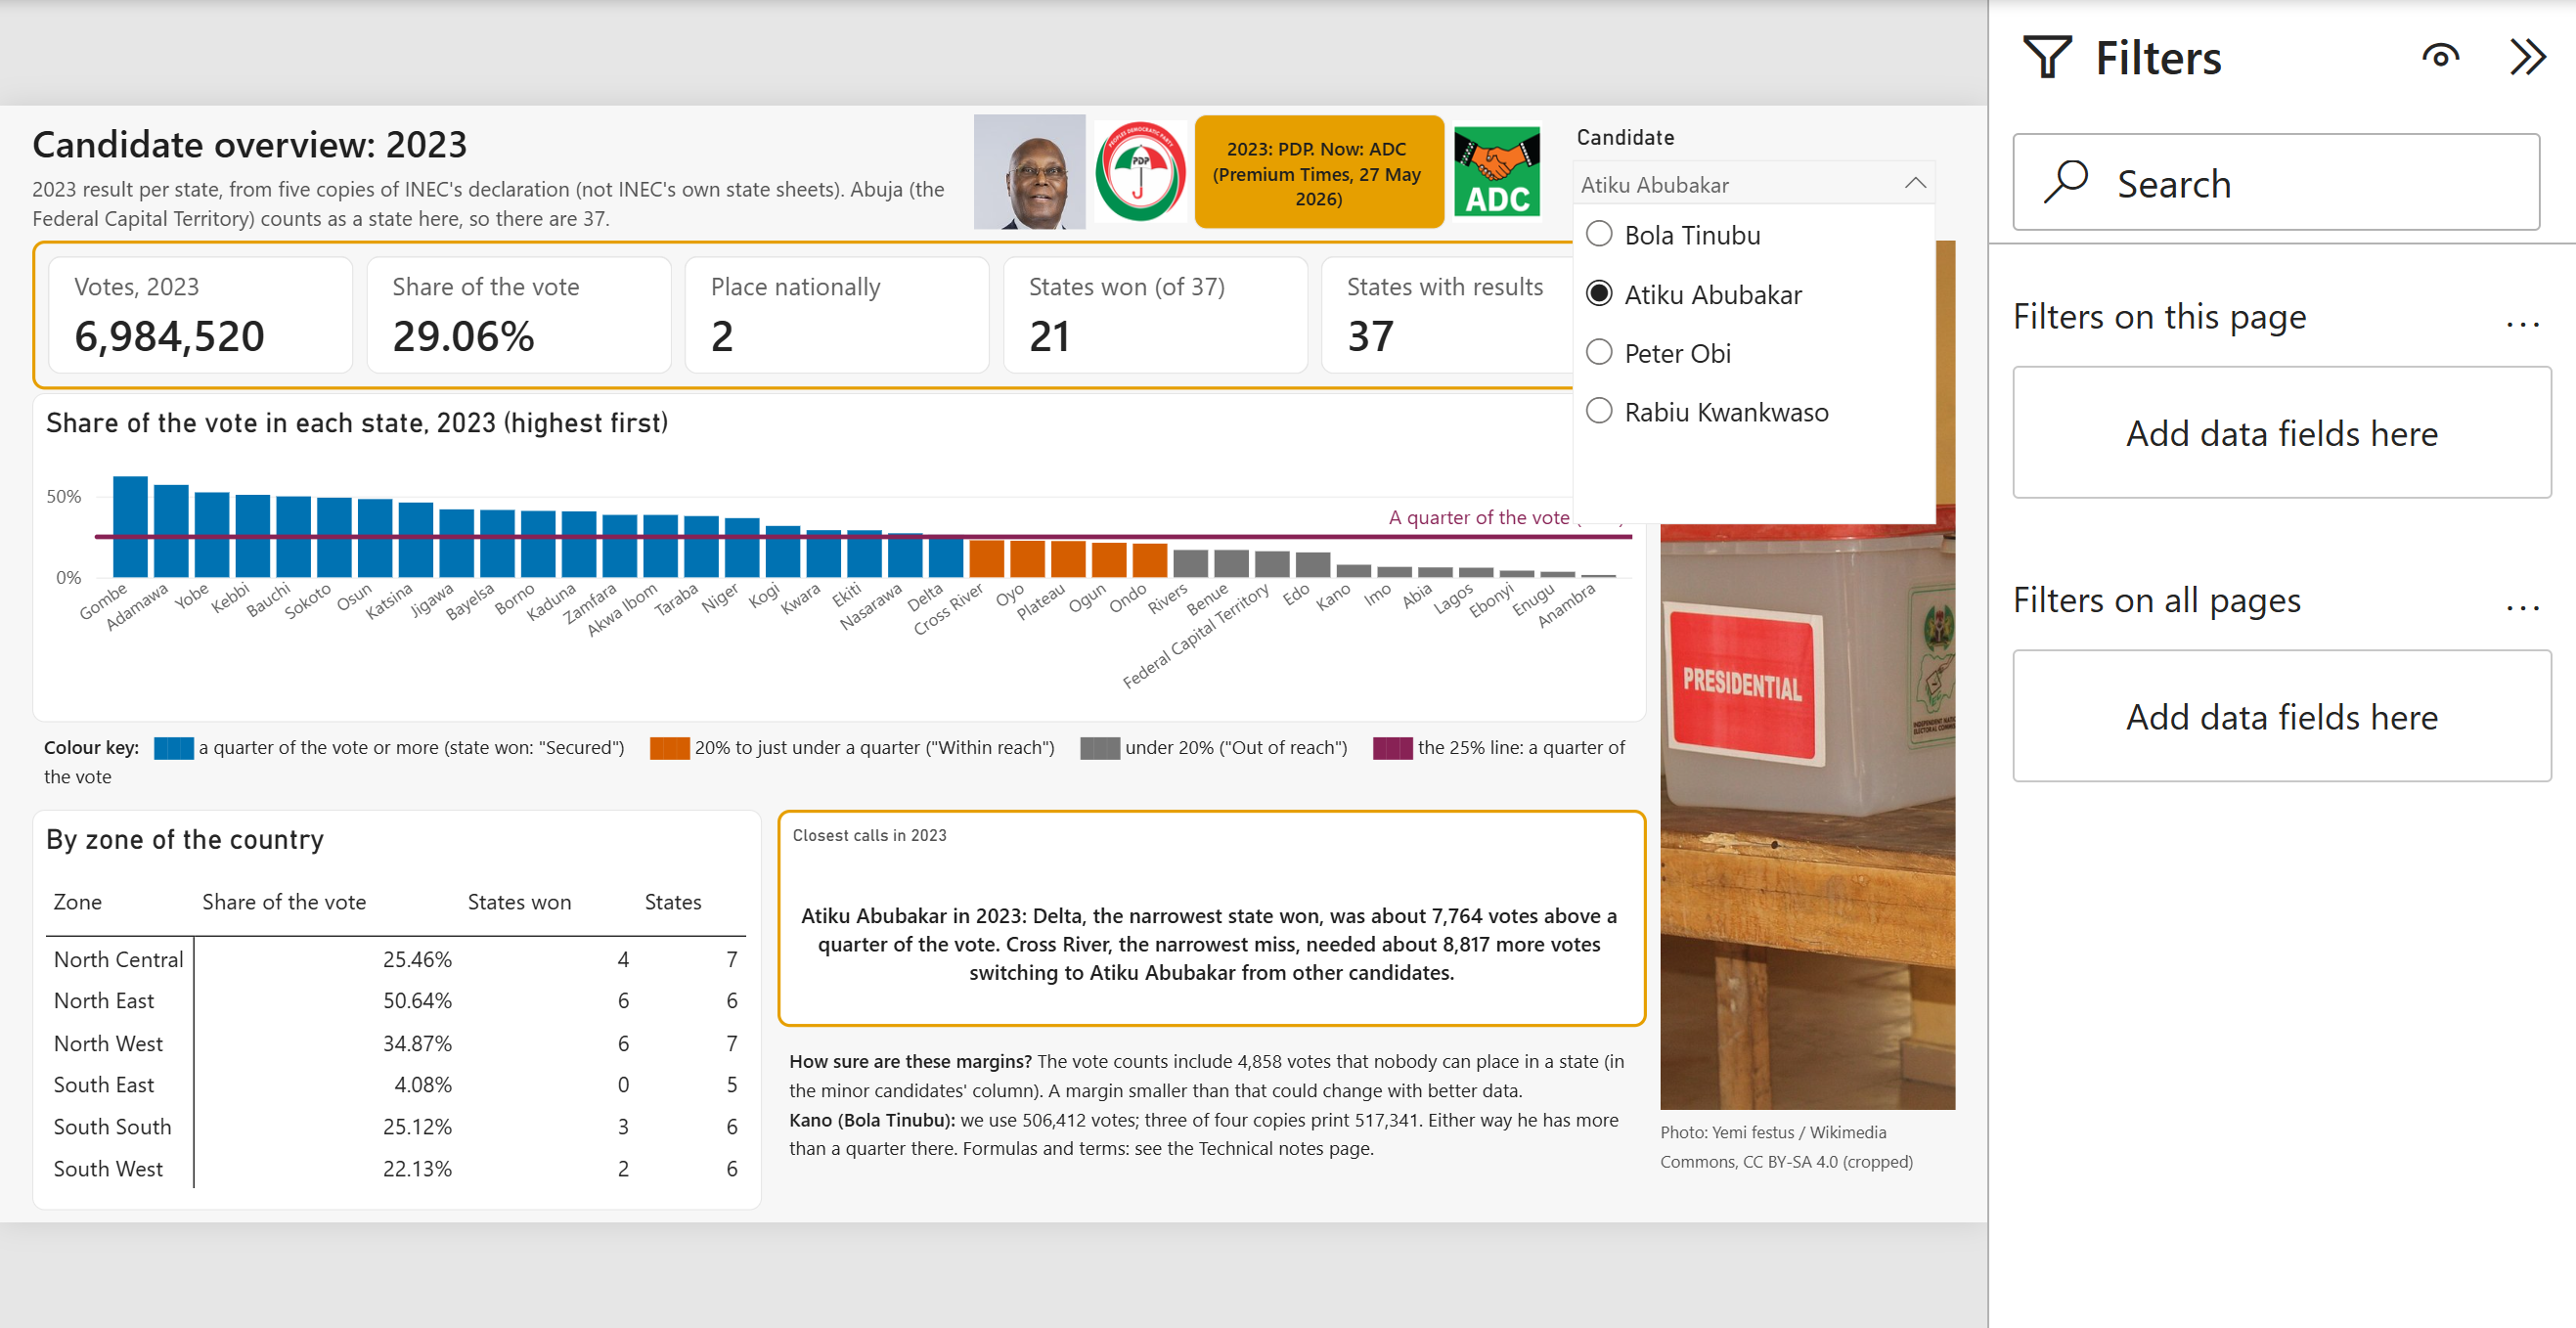 Filters
Search
Filters on this page
...
Add data fields here
Filters on all pages
...
Add data fields here
Candidate overview: 2023
2023 result per state, from five copies of INEC's declaration (not INEC's own state sheets). Abuja (the
Federal Capital Territory) counts as a state here, so there are 37.
PEOPLES DEMOCRATIC PARTY
PDP
2023: PDP. Now: ADC
(Premium Times, 27 May
2026)
ADC
Candidate
Atiku Abubakar
Bola Tinubu
Atiku Abubakar
Peter Obi
Rabiu Kwankwaso
Votes, 2023
6,984,520
Share of the vote
29.06%
Place nationally
2
States won (of 37)
21
States with results
37
Share of the vote in each state, 2023 (highest first)
50%
0%
A quarter of the vote
Gombe
Adamawa
Yobe
Kebbi
Bauchi
Sokoto
Osun
Katsina
Jigawa
Bayelsa
Borno
Kaduna
Zamfara
Akwa Ibom
Taraba
Niger
Kogi
Kwara
Ekiti
Nasarawa
Delta
Cross River
Oyo
Plateau
Ogun
Ondo
Rivers
Benue
Federal Capital Territory
Edo
Kano
Imo
Abia
Lagos
Ebonyi
Enugu
Anambra
Colour key: a quarter of the vote or more (state won: "Secured") 20% to just under a quarter ("Within reach") under 20% ("Out of reach") the 25% line: a quarter of
the vote
By zone of the country
Zone Share of the vote States won States
North Central 25.46% 4 7
North East 50.64% 6 6
North West 34.87% 6 7
South East 4.08% 0 5
South South 25.12% 3 6
South West 22.13% 2 6
Closest calls in 2023
Atiku Abubakar in 2023: Delta, the narrowest state won, was about 7,764 votes above a
quarter of the vote. Cross River, the narrowest miss, needed about 8,817 more votes
switching to Atiku Abubakar from other candidates.
How sure are these margins? The vote counts include 4,858 votes that nobody can place in a state (in
the minor candidates' column). A margin smaller than that could change with better data.
Kano (Bola Tinubu): we use 506,412 votes; three of four copies print 517,341. Either way he has more
than a quarter there. Formulas and terms: see the Technical notes page.
PRESIDENTIAL
Photo: Yemi festus / Wikimedia
Commons, CC BY-SA 4.0 (cropped)